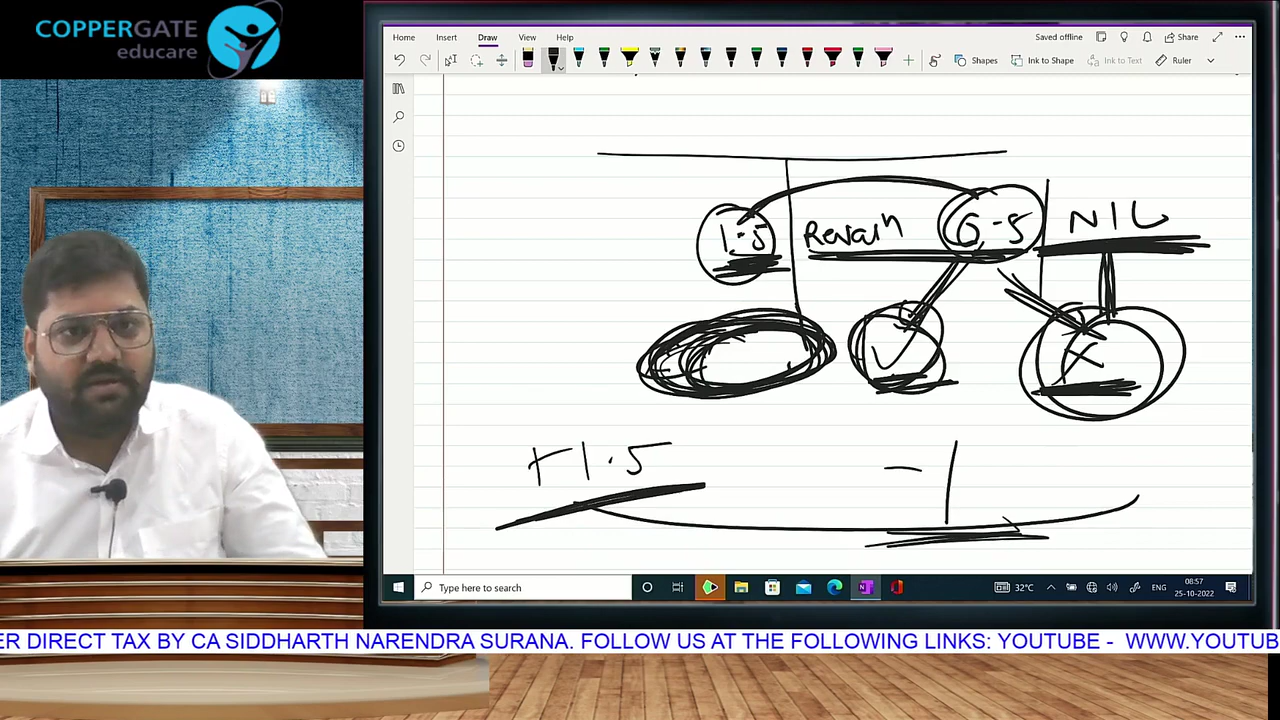 COPPERGATE
educare
Home Insert Draw View Help
Saved offline
Share
Shapes
Ink to Shape
Ink to Text
Ruler
1.5
6.5
NIL
✓
X
+1.5
-1
Type here to search
32°C
ENG
08:57
25-10-2022
ER DIRECT TAX BY CA SIDDHARTH NARENDRA SURANA. FOLLOW US AT THE FOLLOWING LINKS: YOUTUBE - WWW.YOUTUB